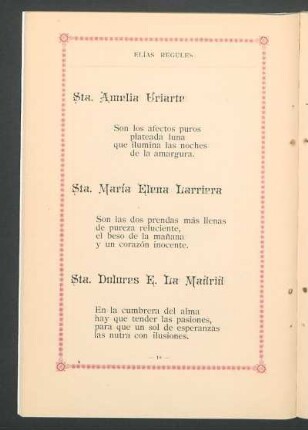 ELÍAS REGULES
Sta. Amelia Uriarte
Son los afectos puros
plateada luna
que ilumina las noches
de la amargura.
Sta. María Elena Larriera
Son las dos prendas más llenas
de pureza reluciente,
el beso de la mañana
y un corazón inocente.
Sta. Dolores E. La Madrid
En la cumbrera del alma
hay que tender las pasiones,
para que un sol de esperanzas
las nutra con ilusiones.